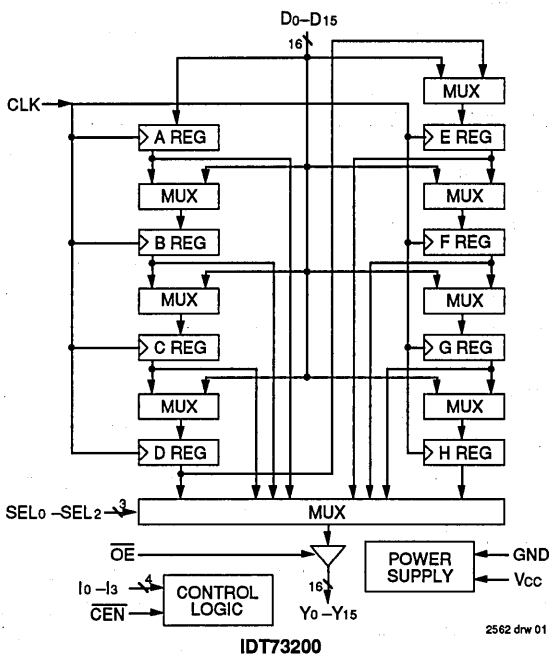 D0–D15
16
MUX
CLK
A REG
E REG
MUX
MUX
B REG
F REG
MUX
MUX
C REG
G REG
MUX
MUX
D REG
H REG
SEL0 –SEL2
3
MUX
OE
POWER SUPPLY
GND
VCC
16
I0 –I3
4
CONTROL LOGIC
CEN
Y0 –Y15
2562 drw 01
IDT73200